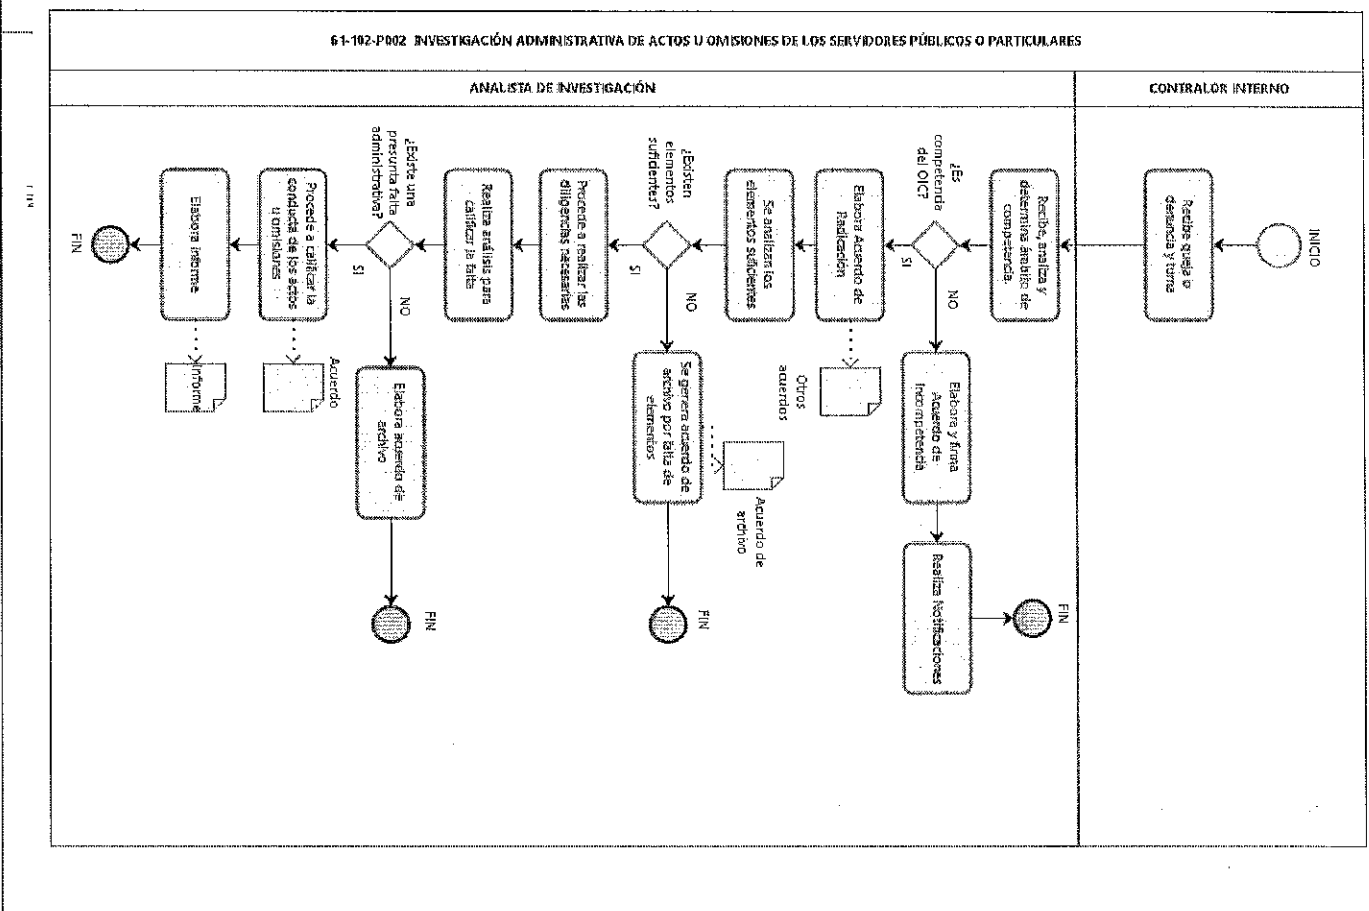 61-102-P002 INVESTIGACIÓN ADMINISTRATIVA DE ACTOS U OMISIONES DE LOS SERVIDORES PÚBLICOS O PARTICULARES
ANALISTA DE INVESTIGACIÓN
CONTRALOR INTERNO
INICIO
Recibe queja o
denuncia y turna
Recibe, analiza y
determina ámbito de
competencia.
¿Es
competencia
del OIC?
SI
NO
Elabora y firma
Acuerdo de
Incompetencia
Realiza Notificaciones
FIN
Elabora Acuerdo de
Radicación
Otros
acuerdos
Se analizan los
elementos suficientes
¿Existen
elementos
suficientes?
SI
NO
Se genera acuerdo de
archivo por falta de
elementos
Acuerdo de
archivo
FIN
Procede a realizar las
diligencias necesarias
Realiza análisis para
calificar la falta
¿Existe una
presunta falta
administrativa?
SI
NO
Elabora acuerdo de
archivo
FIN
Procede a calificar la
conducta de los actos
u omisiones
Acuerdo
Elabora informe
Informe
FIN